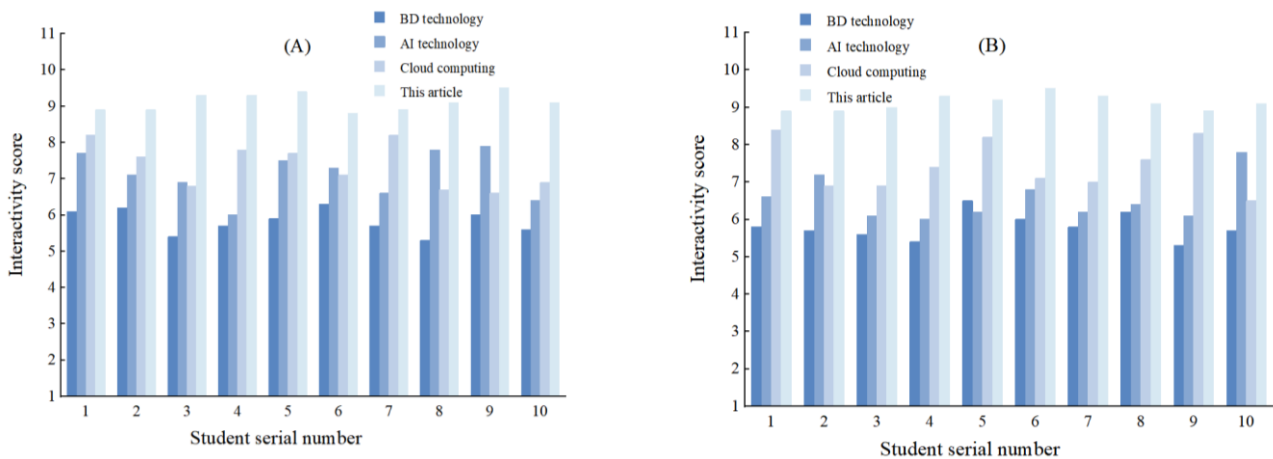 (A)
BD technology
AI technology
Cloud computing
This article
11
10
9
8
7
6
5
4
3
2
1
Interactivity score
1 2 3 4 5 6 7 8 9 10
Student serial number
(B)
BD technology
AI technology
Cloud computing
This article
11
10
9
8
7
6
5
4
3
2
1
Interactivity score
1 2 3 4 5 6 7 8 9 10
Student serial number